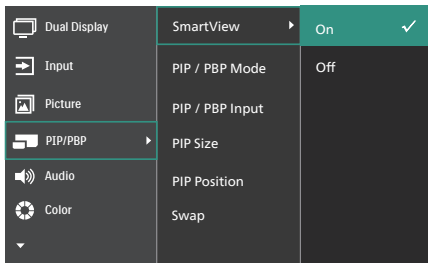 Dual Display
Input
Picture
PIP/PBP
Audio
Color
SmartView
PIP / PBP Mode
PIP / PBP Input
PIP Size
PIP Position
Swap
On
Off